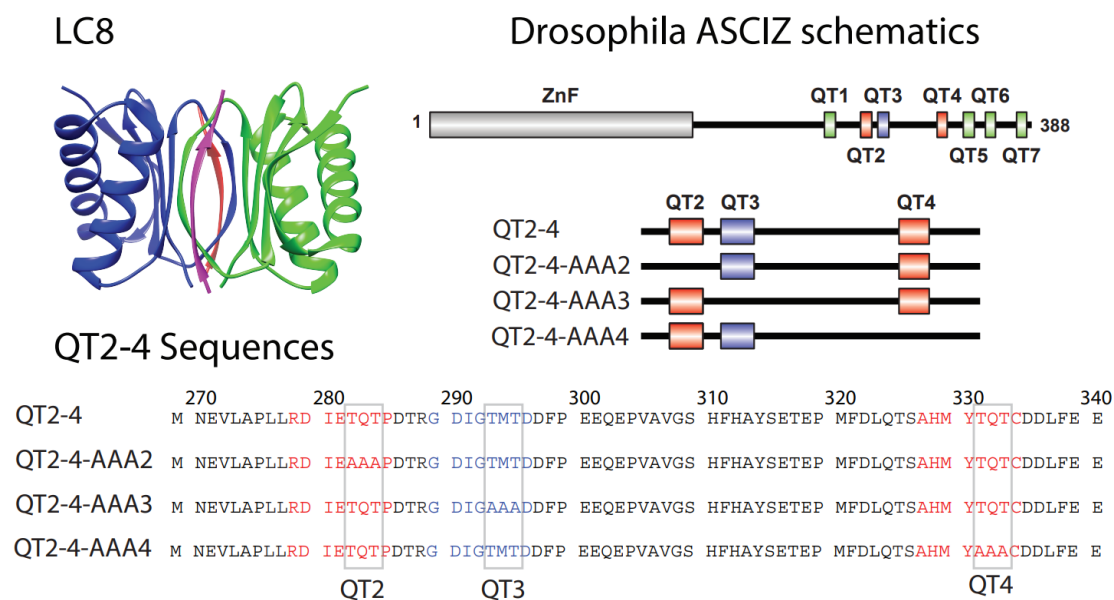 LC8
Drosophila ASCIZ schematics
ZnF
QT1 QT3 QT4 QT6
1
388
QT2 QT5 QT7
QT2 QT3 QT4
QT2-4
QT2-4-AAA2
QT2-4-AAA3
QT2-4-AAA4
QT2-4 Sequences
270 280 290 300 310 320 330 340
QT2-4 M NEVLAPLLRD IETQTPDTRG DIGTMTDDFP EEQEPVAVGS HFHAYSETEP MFDLQTSAHM YTQTCDDLFE E
QT2-4-AAA2 M NEVLAPLLRD IEAAAPDTRG DIGTMTDDFP EEQEPVAVGS HFHAYSETEP MFDLQTSAHM YTQTCDDLFE E
QT2-4-AAA3 M NEVLAPLLRD IETQTPDTRG DIGAAADDFP EEQEPVAVGS HFHAYSETEP MFDLQTSAHM YTQTCDDLFE E
QT2-4-AAA4 M NEVLAPLLRD IETQTPDTRG DIGTMTDDFP EEQEPVAVGS HFHAYSETEP MFDLQTSAHM YAAACDDLFE E
QT2 QT3 QT4